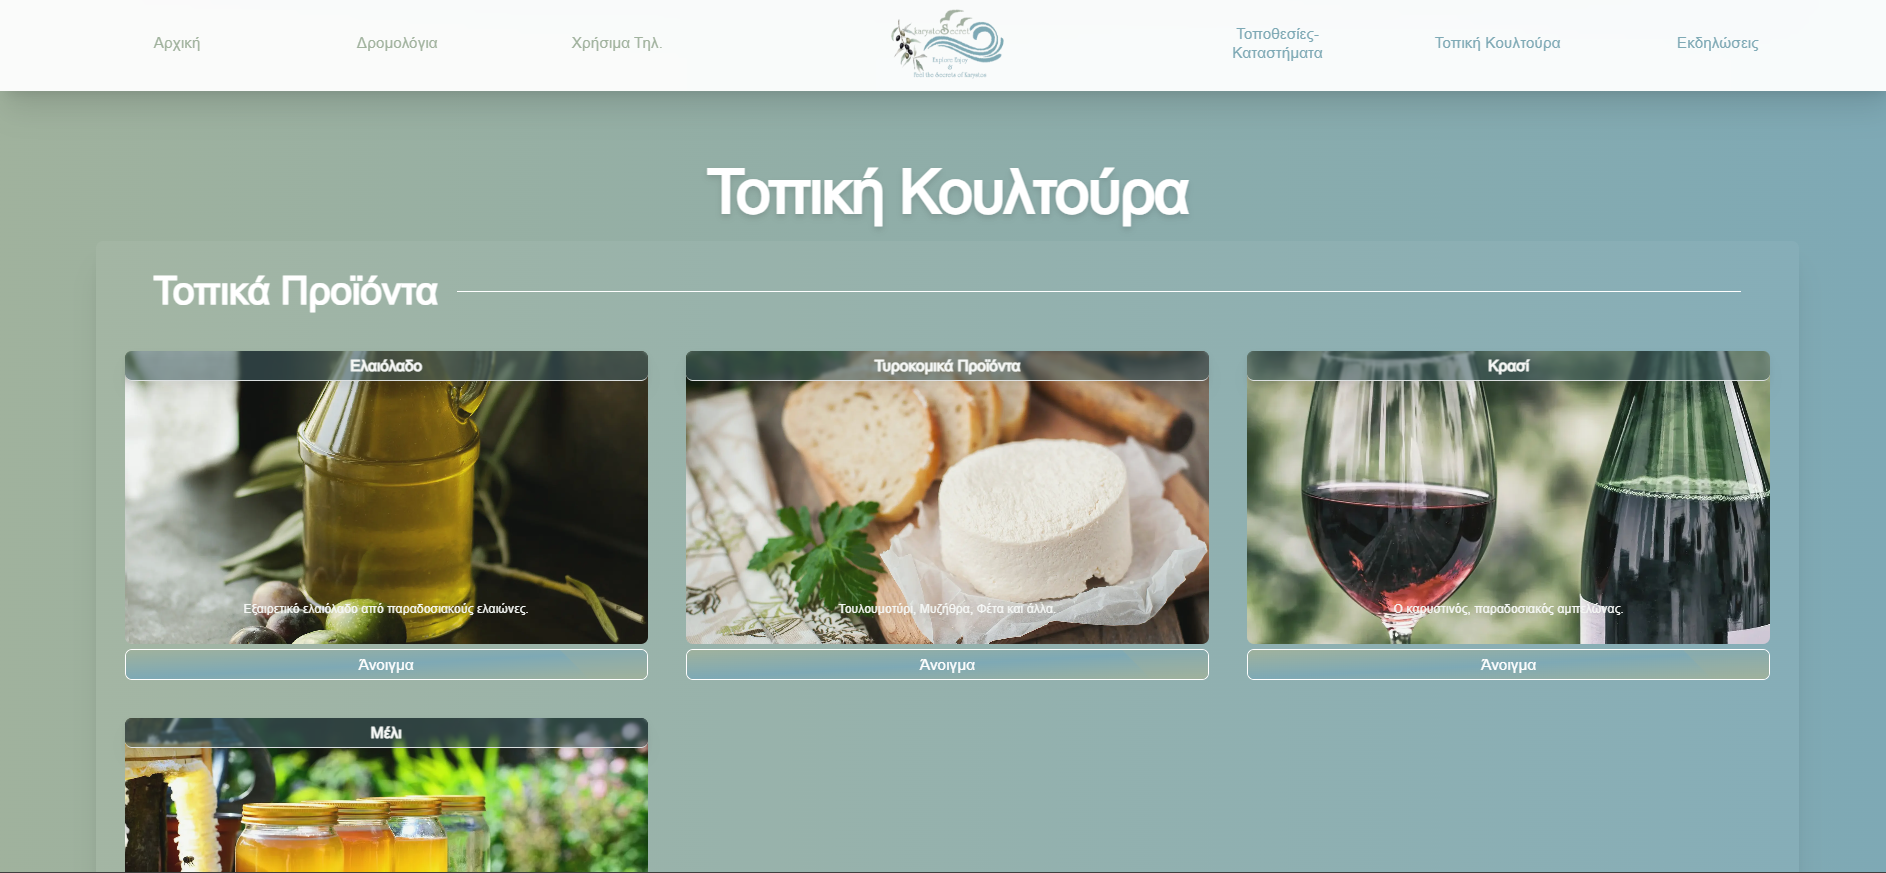 Αρχική
Δρομολόγια
Χρήσιμα Τηλ.
karystoSecret
Explore Enjoy
&
Feel the Secrets of Karystos
Τοποθεσίες-
Καταστήματα
Τοπική Κουλτούρα
Εκδηλώσεις
Τοπική Κουλτούρα
Τοπικά Προϊόντα
Ελαιόλαδο
Τυροκομικά Προϊόντα
Κρασί
Εξαιρετικό ελαιόλαδο από παραδοσιακούς ελαιώνες.
Τουλουμοτύρι, Μυζήθρα, Φέτα και άλλα.
Ο καρυστινός, παραδοσιακός αμπελώνας.
Άνοιγμα
Άνοιγμα
Άνοιγμα
Μέλι